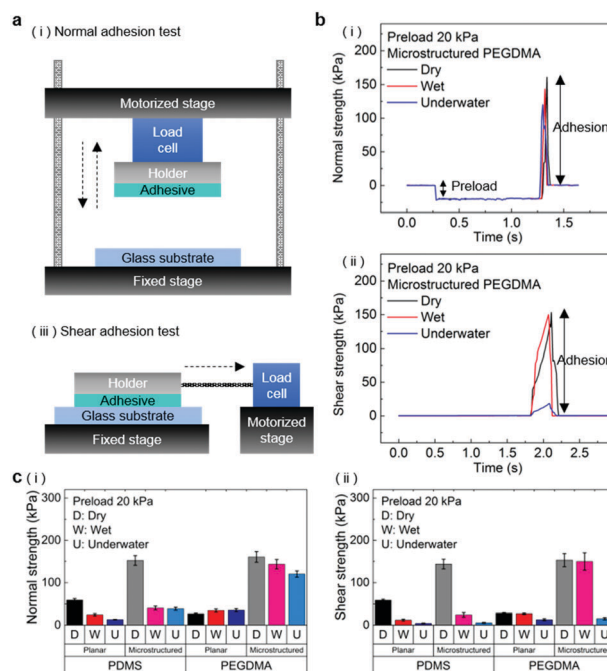 a
( i ) Normal adhesion test
Motorized stage
Load
cell
Holder
Adhesive
Glass substrate
Fixed stage
( iii ) Shear adhesion test
Holder
Adhesive
Glass substrate
Fixed stage
Load
cell
Motorized
stage
b
( i )
Preload 20 kPa
Microstructured PEGDMA
Dry
Wet
Underwater
Adhesion
Preload
Normal strength (kPa)
200
150
100
50
0
-50
0.0 0.5 1.0 1.5
Time (s)
(ii)
Preload 20 kPa
Microstructured PEGDMA
Dry
Wet
Underwater
Adhesion
Shear strength (kPa)
250
200
150
100
50
0
0.0 0.5 1.0 1.5 2.0 2.5
Time (s)
c
( i )
Preload 20 kPa
D: Dry
W: Wet
U: Underwater
Normal strength (kPa)
300
200
100
0
D W U D W U D W U D W U
Planar Microstructured Planar Microstructured
PDMS PEGDMA
( ii )
Preload 20 kPa
D: Dry
W: Wet
U: Underwater
Shear strength (kPa)
300
200
100
0
D W U D W U D W U D W U
Planar Microstructured Planar Microstructured
PDMS PEGDMA